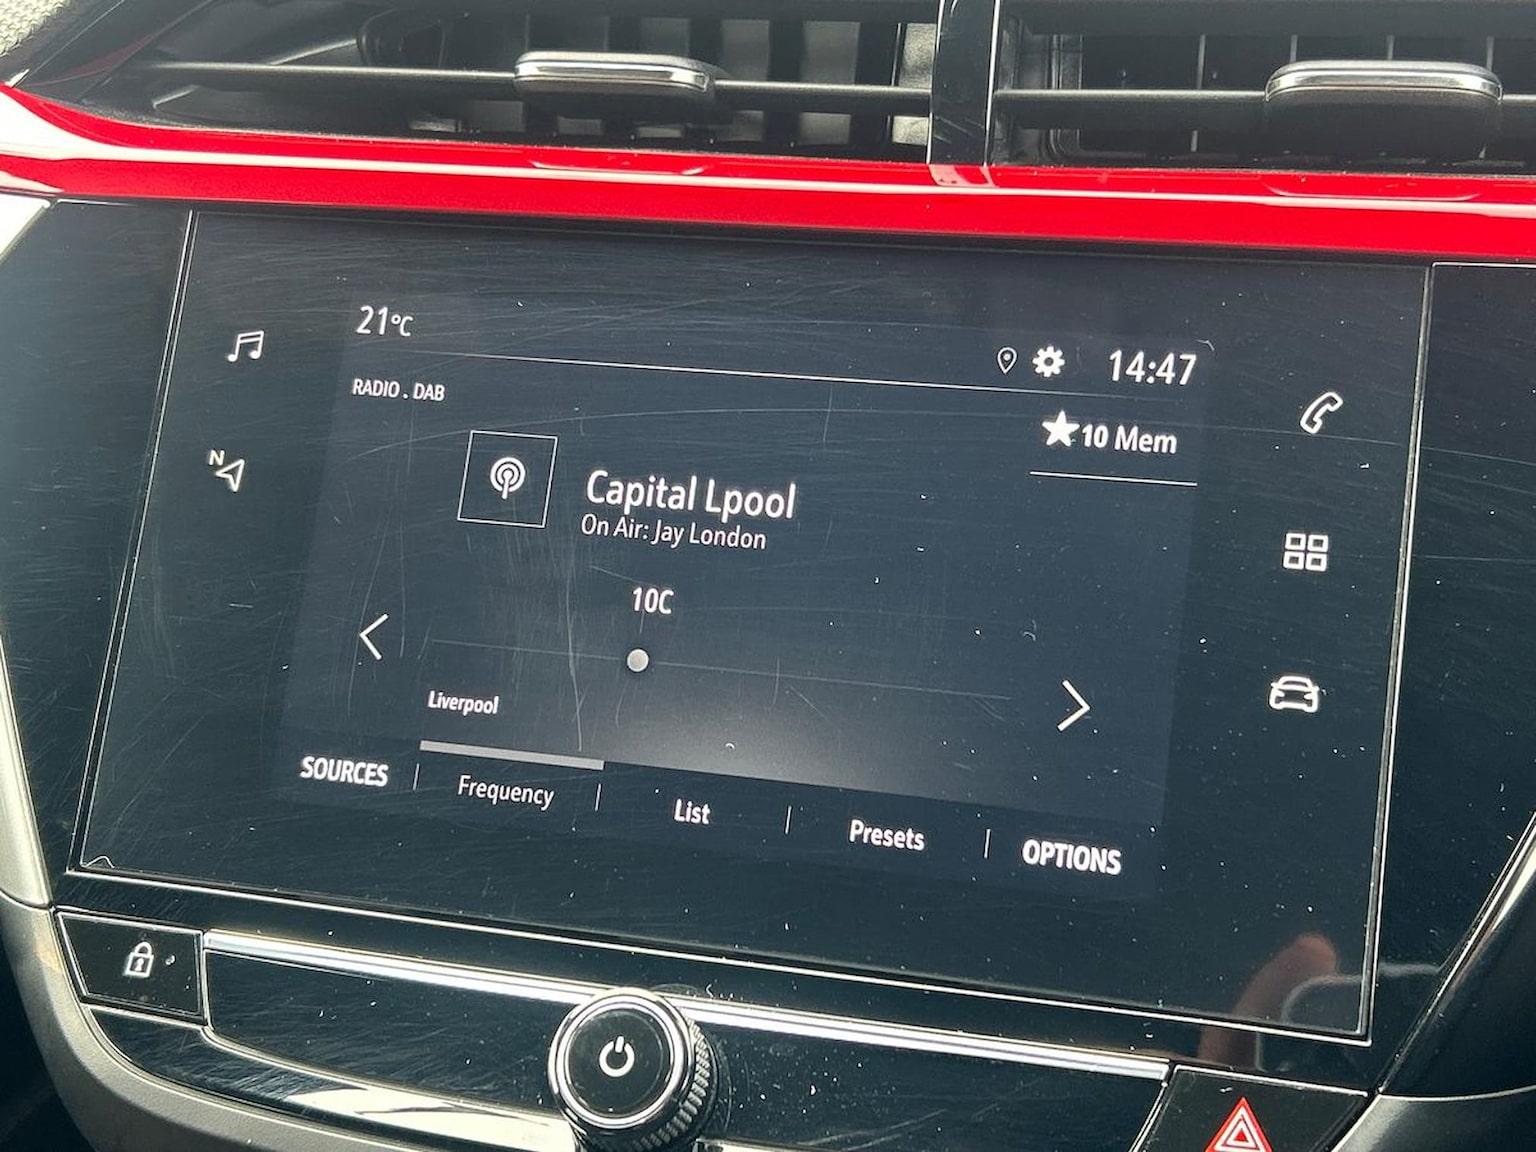 21°C
14:47
RADIO . DAB
★10 Mem
N
Capital Lpool
On Air: Jay London
10C
Liverpool
SOURCES | Frequency | List | Presets | OPTIONS